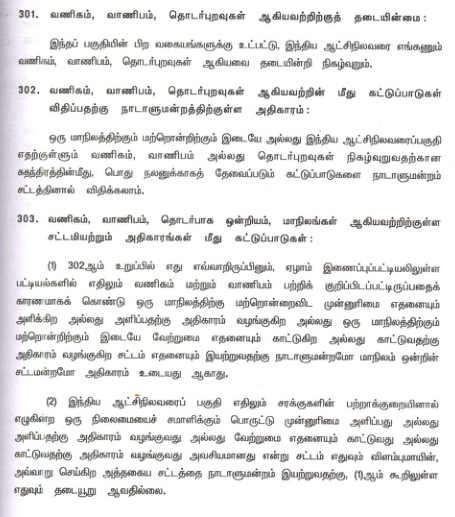 301. வணிகம், வாணிபம், தொடர்புறவுகள் ஆகியவற்றிற்குத் தடையின்மை :
இந்தப் பகுதியின் பிற வகையங்களுக்கு உட்பட்டு, இந்திய ஆட்சிநிலவரை எங்கணும்
வணிகம், வாணிபம், தொடர்புறவுகள் ஆகியவை தடையின்றி நிகழ்வுறும்.
302. வணிகம், வாணிபம், தொடர்புறவுகள் ஆகியவற்றின் மீது கட்டுப்பாடுகள்
விதிப்பதற்கு நாடாளுமன்றத்திற்குள்ள அதிகாரம் :
ஒரு மாநிலத்திற்கும் மற்றொன்றிற்கும் இடையே அல்லது இந்திய ஆட்சிநிலவரைப்பகுதி
எதற்குள்ளும் வணிகம், வாணிபம் அல்லது தொடர்புறவுகள் நிகழ்வுறுவதற்கான
சுதந்திரத்தின்மீது, பொது நலனுக்காகத் தேவைப்படும் கட்டுப்பாடுகளை நாடாளுமன்றம்
சட்டத்தினால் விதிக்கலாம்.
303. வணிகம், வாணிபம், தொடர்பாக ஒன்றியம், மாநிலங்கள் ஆகியவற்றிற்குள்ள
சட்டமியற்றும் அதிகாரங்கள் மீது கட்டுப்பாடுகள் :
(1) 302ஆம் உறுப்பில் எது எவ்வாறிருப்பினும், ஏழாம் இணைப்புப்பட்டியலிலுள்ள
பட்டியல்களில் எதிலும் வணிகம் மற்றும் வாணிபம் பற்றிக் குறிப்பிடப்பட்டிருப்பதைக்
காரணமாகக் கொண்டு ஒரு மாநிலத்திற்கு மற்றொன்றைவிட முன்னுரிமை எதனையும்
அளிக்கிற அல்லது அளிப்பதற்கு அதிகாரம் வழங்குகிற அல்லது ஒரு மாநிலத்திற்கும்
மற்றொன்றிற்கும் இடையே வேற்றுமை எதனையும் காட்டுகிற அல்லது காட்டுவதற்கு
அதிகாரம் வழங்குகிற சட்டம் எதனையும் இயற்றுவதற்கு நாடாளுமன்றமோ மாநிலம் ஒன்றின்
சட்டமன்றமோ அதிகாரம் உடையது ஆகாது.
(2) இந்திய ஆட்சிநிலவரைப் பகுதி எதிலும் சரக்குகளின் பற்றாக்குறையினால்
எழுகின்ற ஒரு நிலைமையைச் சமாளிக்கும் பொருட்டு முன்னுரிமை அளிப்பது அல்லது
அளிப்பதற்கு அதிகாரம் வழங்குவது அல்லது வேற்றுமை எதனையும் காட்டுவது அல்லது
காட்டுவதற்கு அதிகாரம் வழங்குவது அவசியமானது என்று சட்டம் எதுவும் விளம்புமாயின்,
அவ்வாறு செய்கிற அத்தகைய சட்டத்தை நாடாளுமன்றம் இயற்றுவதற்கு, (1)ஆம் கூறிலுள்ள
எதுவும் தடையூறு ஆவதில்லை.